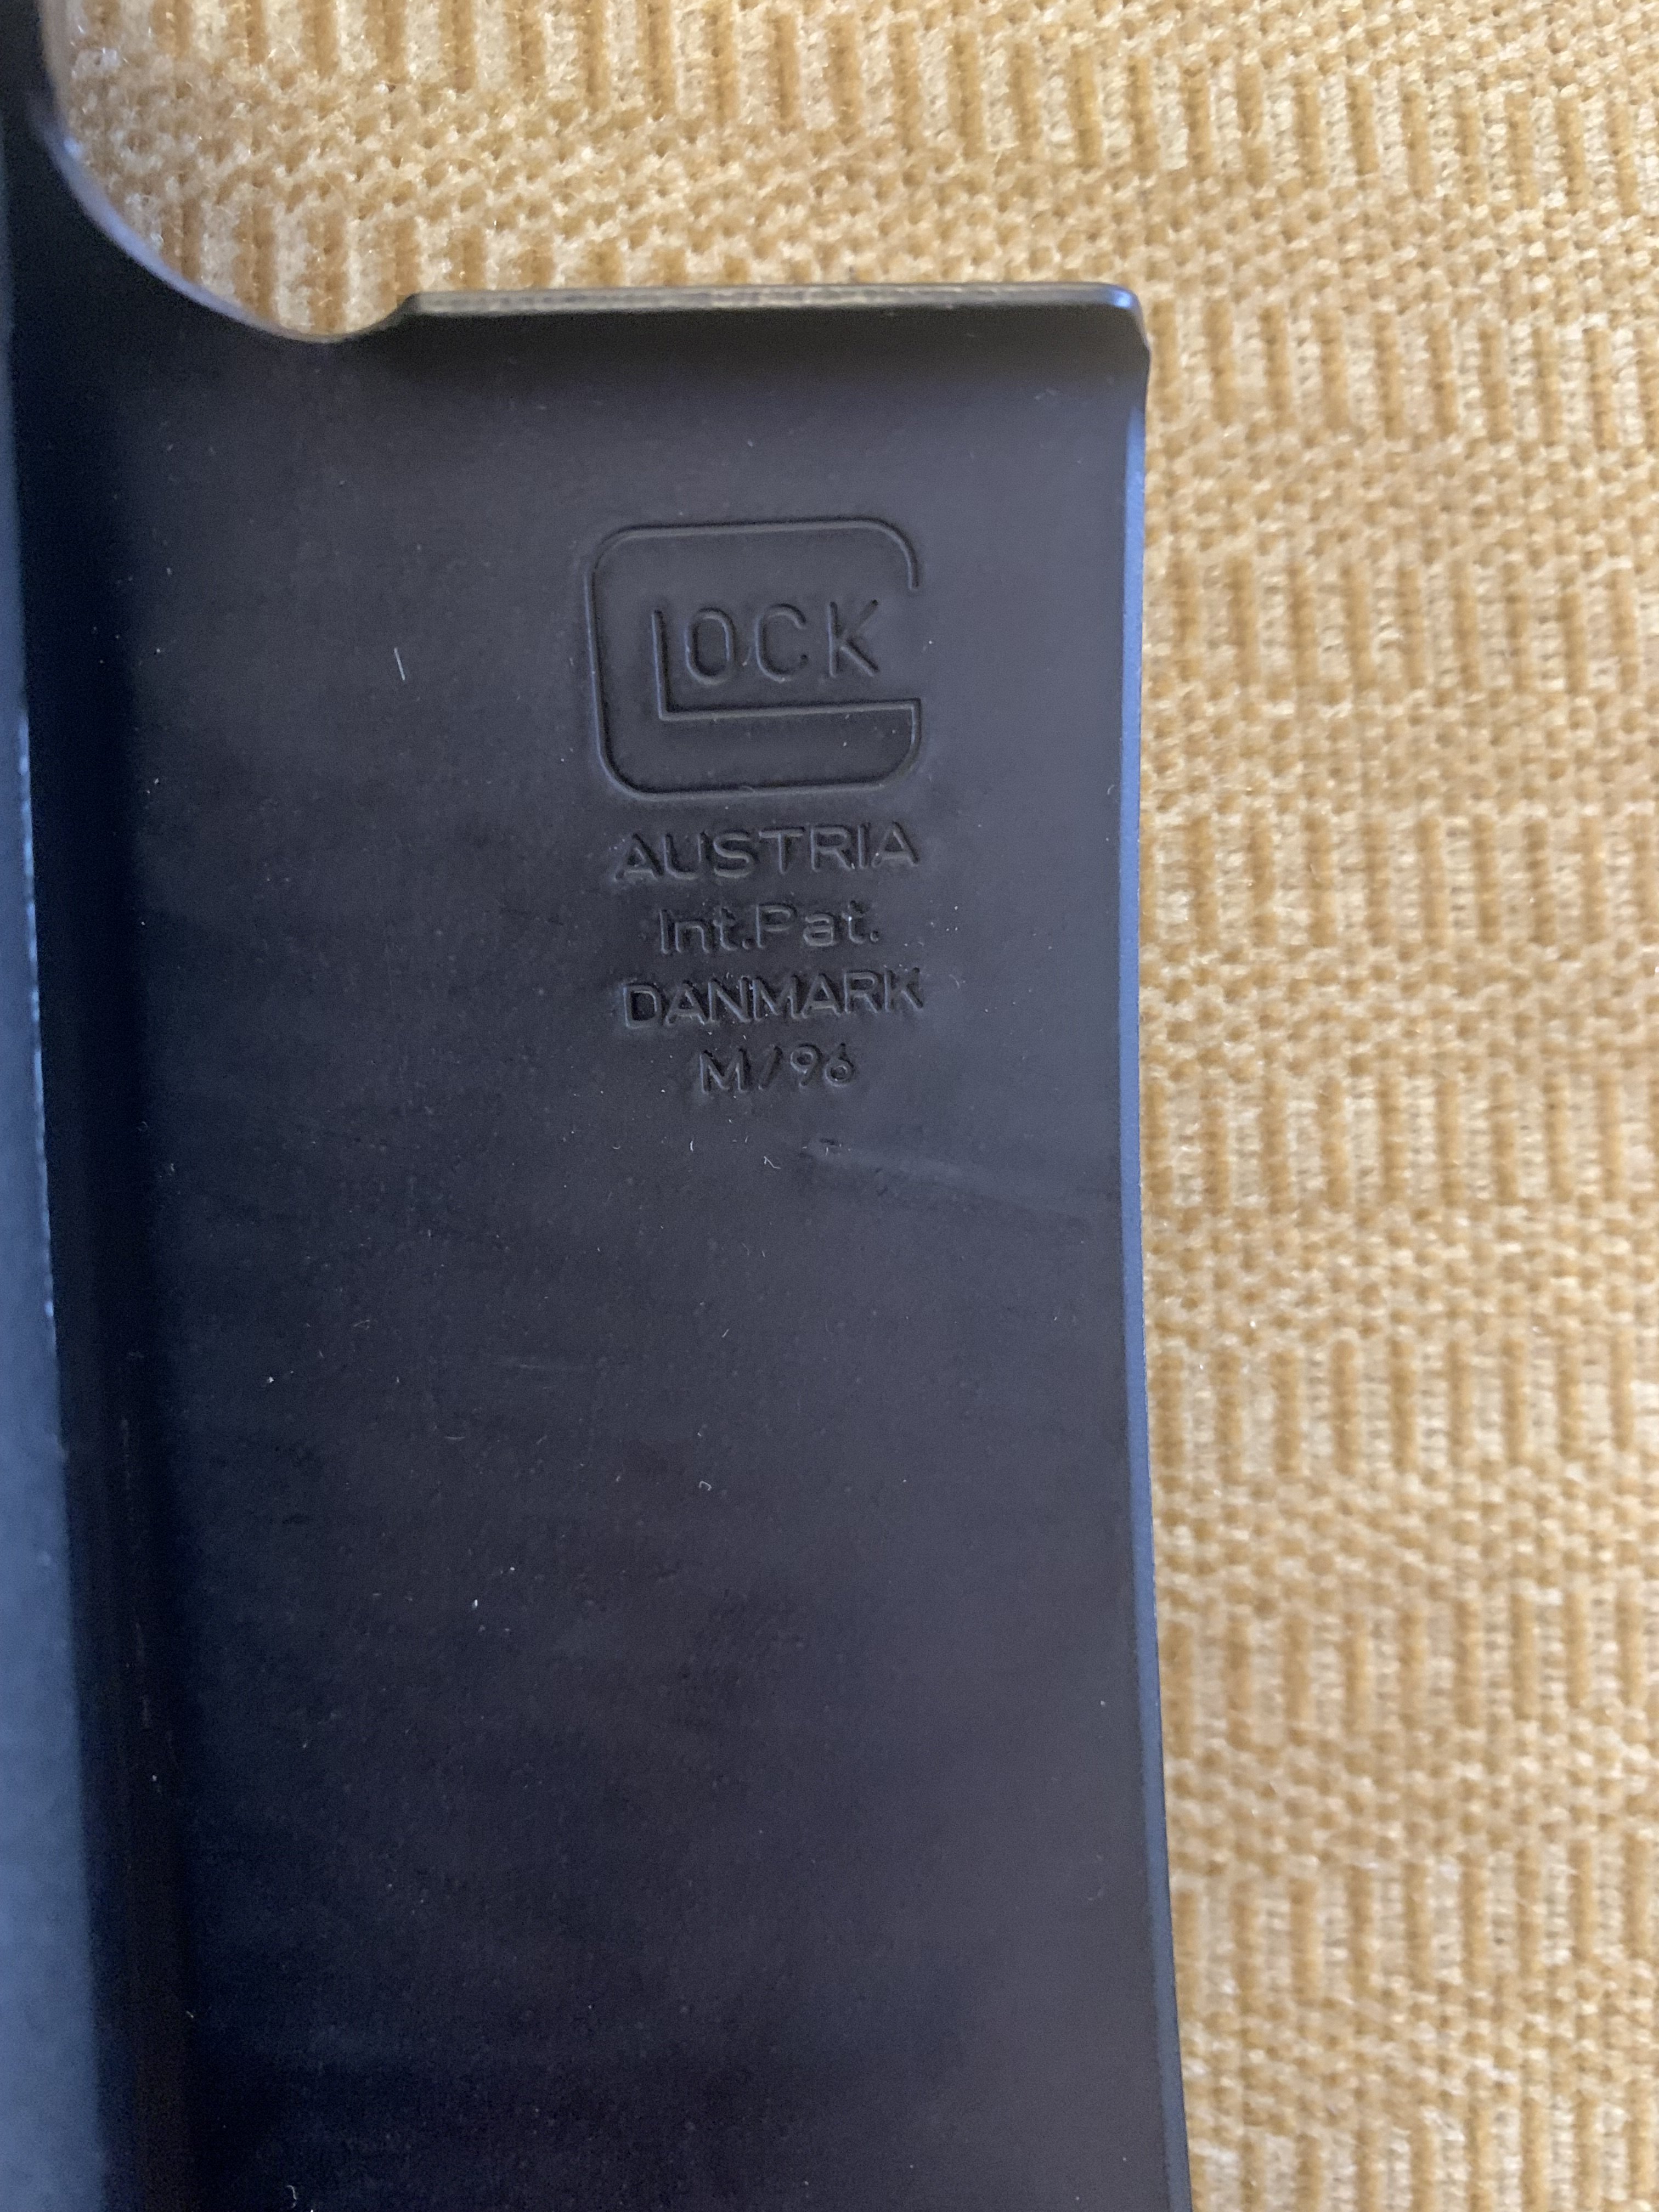 GLOCK
AUSTRIA
Int.Pat.
DANMARK
M/96